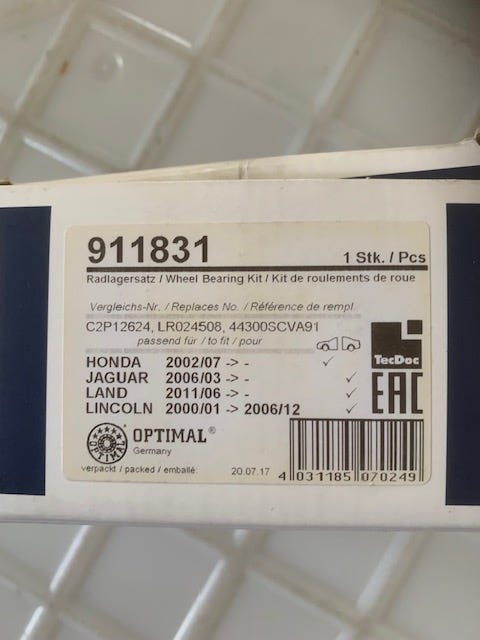 911831 1 Stk. / Pcs
Radlagersatz / Wheel Bearing Kit / Kit de roulements de roue
Vergleichs-Nr. / Replaces No. / Référence de rempl.
C2P12624, LR024508, 44300SCVA91
passend für / to fit / pour
HONDA 2002/07 -> - ✓
JAGUAR 2006/03 -> - ✓
LAND 2011/06 -> - ✓
LINCOLN 2000/01 -> 2006/12 ✓
TecDoc
EAC
OPTIMAL
OPTIMAL®
Germany
verpackt / packed / emballé: 20.07.17
4 031185 070249